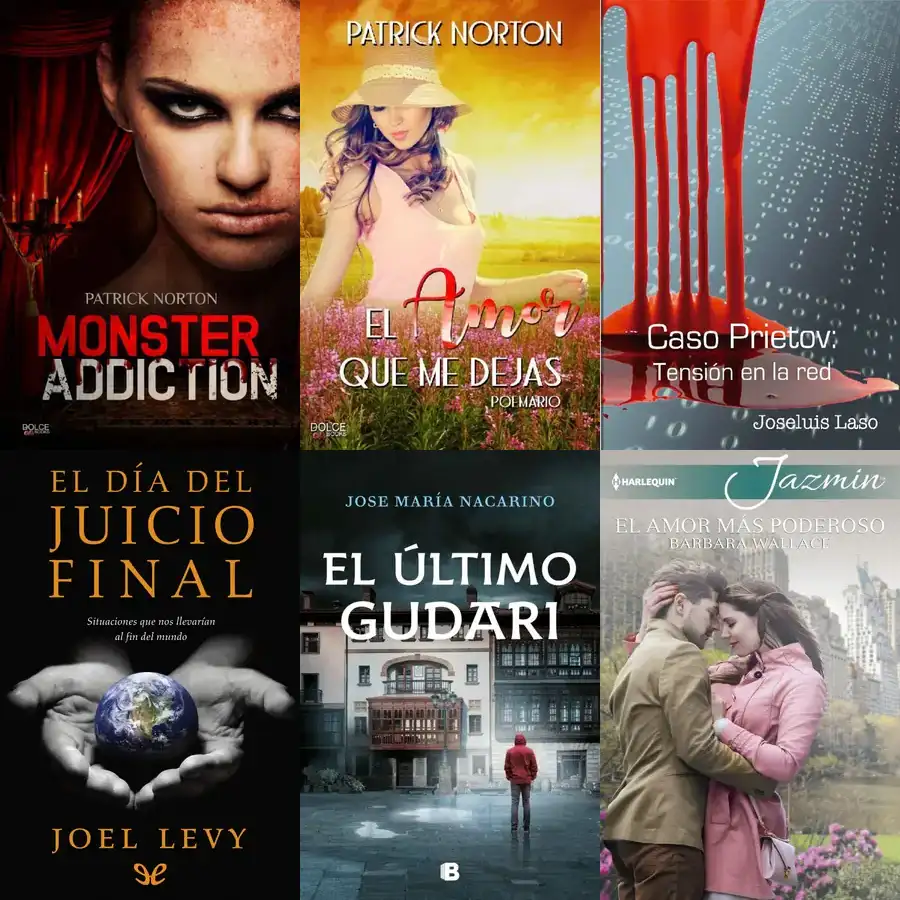 PATRICK NORTON
MONSTER
ADDICTION
DOLCE
BOOKS
PATRICK NORTON
EL Amor
QUE ME DEJAS
POEMARIO
DOLCE
BOOKS
Caso Prietov:
Tensión en la red
Joseluis Laso
EL DÍA DEL
JUICIO
FINAL
Situaciones que nos llevarían
al fin del mundo
JOEL LEVY
JOSE MARÍA NACARINO
EL ÚLTIMO
GUDARI
B
HARLEQUIN
Jazmín
EL AMOR MÁS PODEROSO
BARBARA WALLACE